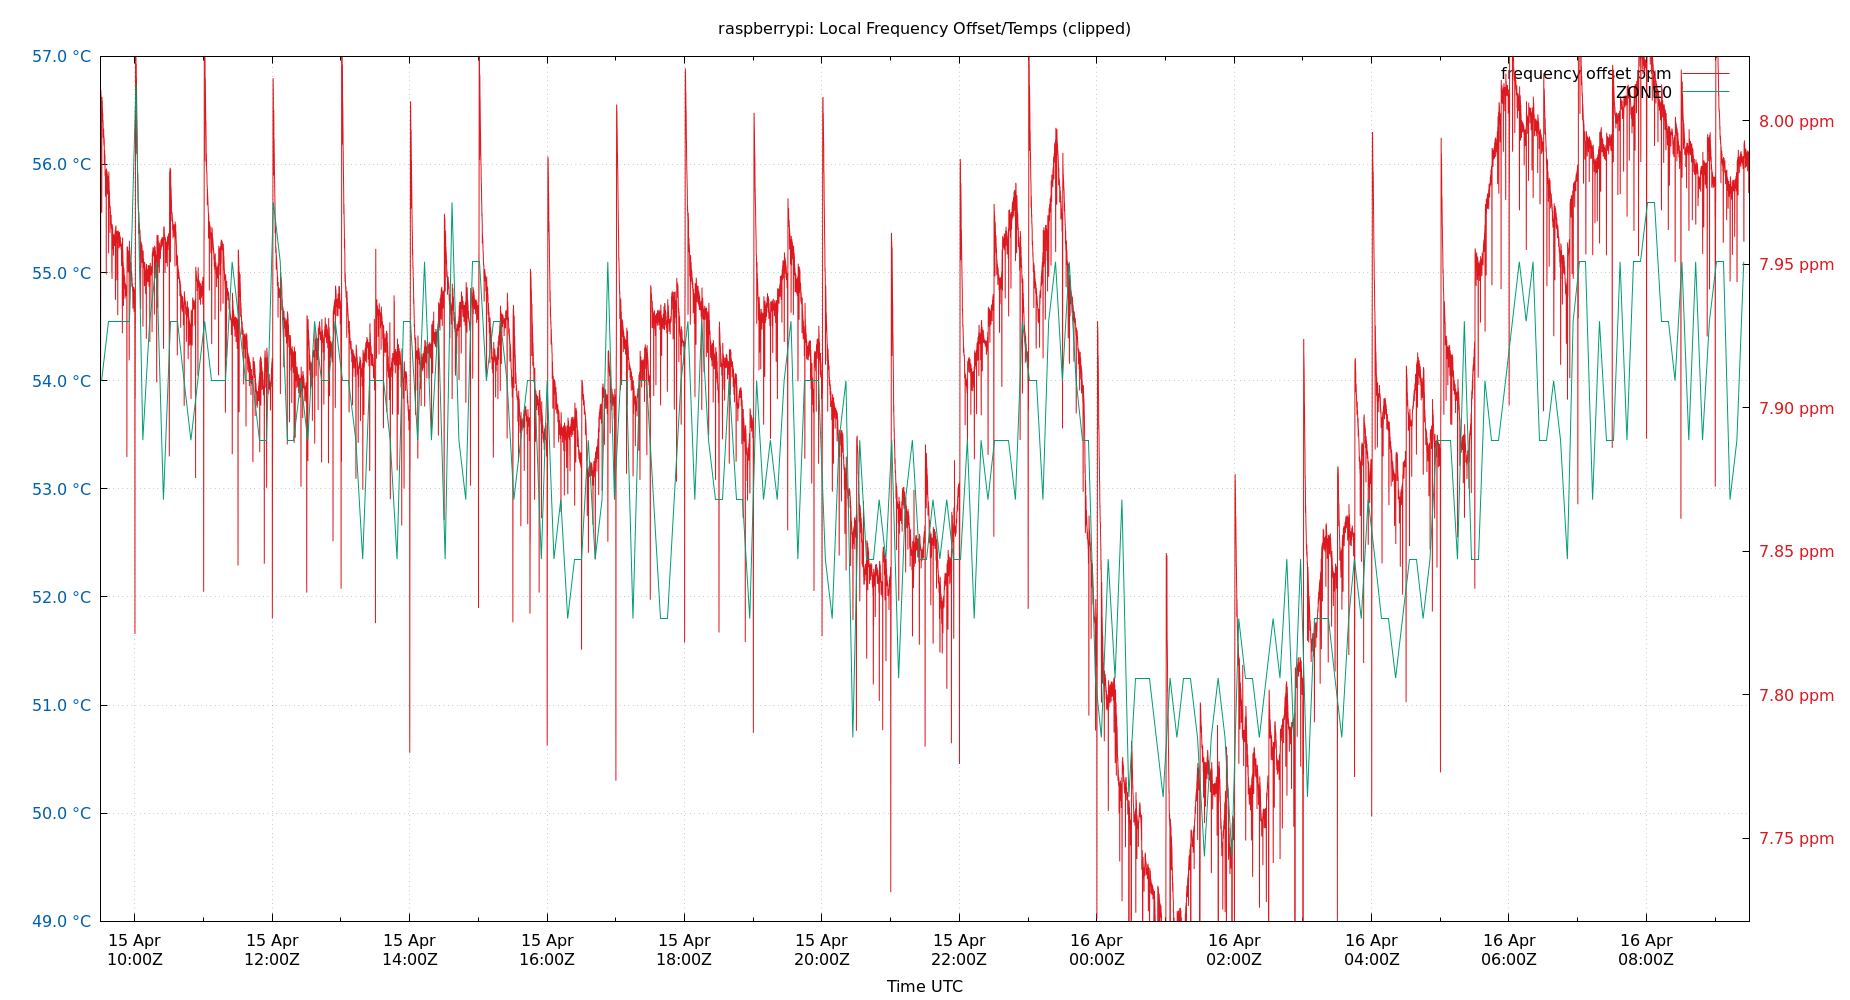 raspberrypi: Local Frequency Offset/Temps (clipped)
57.0 °C
56.0 °C
55.0 °C
54.0 °C
53.0 °C
52.0 °C
51.0 °C
50.0 °C
49.0 °C
frequency offset ppm
ZONE0
8.00 ppm
7.95 ppm
7.90 ppm
7.85 ppm
7.80 ppm
7.75 ppm
15 Apr
10:00Z
15 Apr
12:00Z
15 Apr
14:00Z
15 Apr
16:00Z
15 Apr
18:00Z
15 Apr
20:00Z
15 Apr
22:00Z
16 Apr
00:00Z
16 Apr
02:00Z
16 Apr
04:00Z
16 Apr
06:00Z
16 Apr
08:00Z
Time UTC